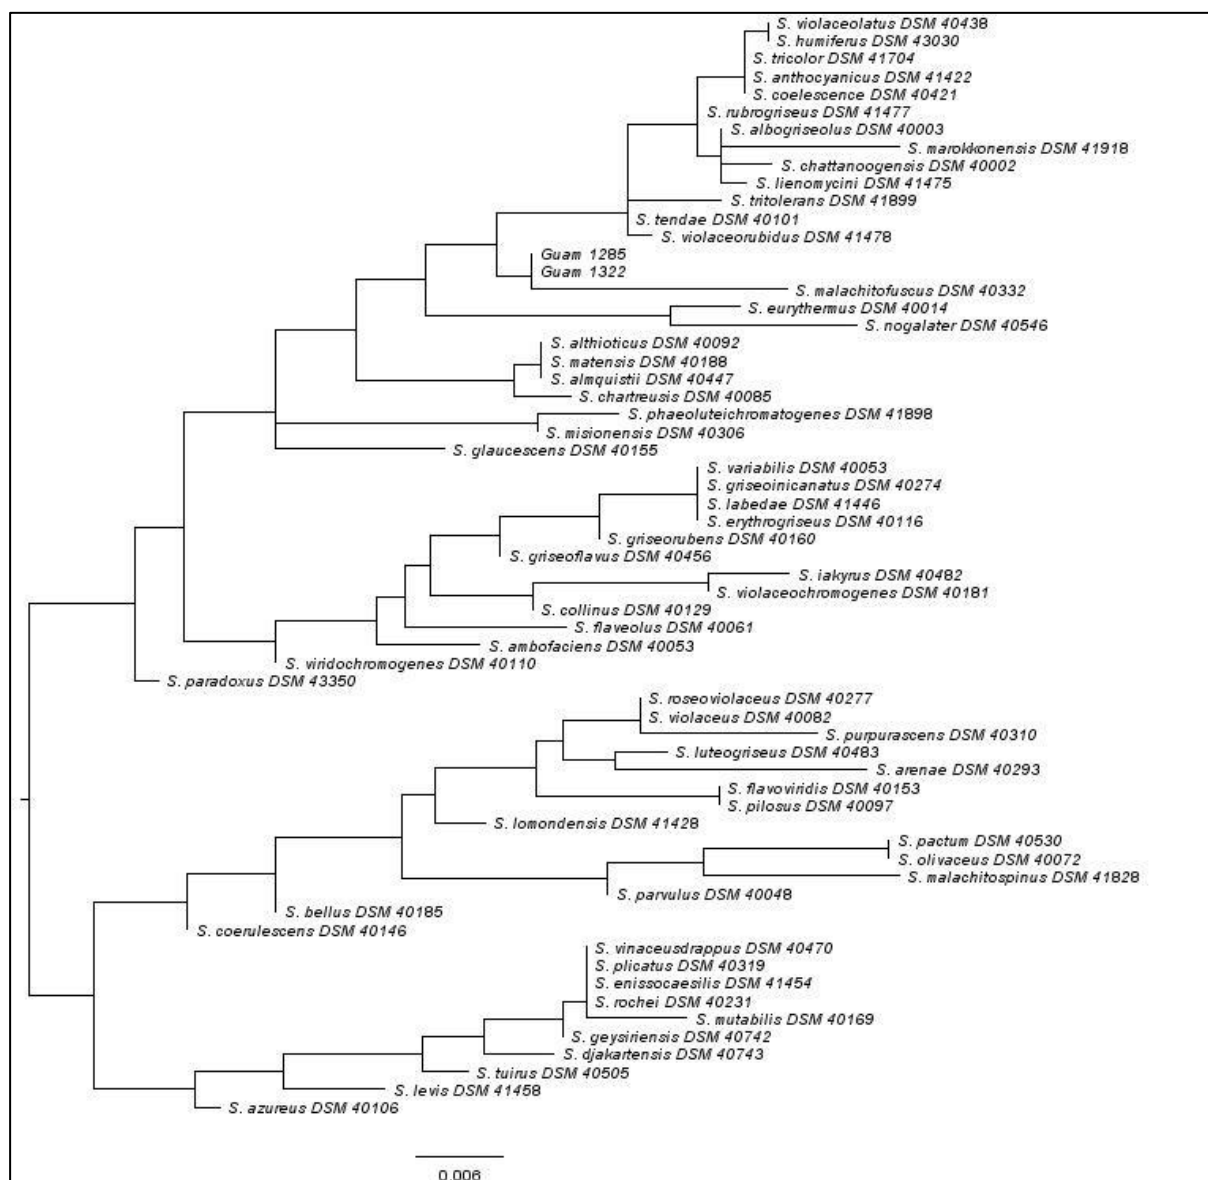 S. violaceolatus DSM 40438
S. humiferus DSM 43030
S. tricolor DSM 41704
S. anthocyanicus DSM 41422
S. coelescence DSM 40421
S. rubrogriseus DSM 41477
S. albogriseolus DSM 40003
S. marokkonensis DSM 41918
S. chattanoogensis DSM 40002
S. lienomycini DSM 41475
S. tritolerans DSM 41899
S. tendae DSM 40101
S. violaceorubidus DSM 41478
Guam 1285
Guam 1322
S. malachitofuscus DSM 40332
S. eurythermus DSM 40014
S. nogalater DSM 40546
S. althioticus DSM 40092
S. matensis DSM 40188
S. almquistii DSM 40447
S. chartreusis DSM 40085
S. phaeoluteichromatogenes DSM 41898
S. misionensis DSM 40306
S. glaucescens DSM 40155
S. variabilis DSM 40053
S. griseoinicanatus DSM 40274
S. labedae DSM 41446
S. erythrogriseus DSM 40116
S. griseorubens DSM 40160
S. griseoflavus DSM 40456
S. iakyrus DSM 40482
S. violaceochromogenes DSM 40181
S. collinus DSM 40129
S. flaveolus DSM 40061
S. ambofaciens DSM 40053
S. viridochromogenes DSM 40110
S. paradoxus DSM 43350
S. roseoviolaceus DSM 40277
S. violaceus DSM 40082
S. purpurascens DSM 40310
S. luteogriseus DSM 40483
S. arenae DSM 40293
S. flavoviridis DSM 40153
S. pilosus DSM 40097
S. lomondensis DSM 41428
S. pactum DSM 40530
S. olivaceus DSM 40072
S. malachitospinus DSM 41828
S. parvulus DSM 40048
S. bellus DSM 40185
S. coerulescens DSM 40146
S. vinaceusdrappus DSM 40470
S. plicatus DSM 40319
S. enissocaesilis DSM 41454
S. rochei DSM 40231
S. mutabilis DSM 40169
S. geysiriensis DSM 40742
S. djakartensis DSM 40743
S. tuirus DSM 40505
S. levis DSM 41458
S. azureus DSM 40106
0.006